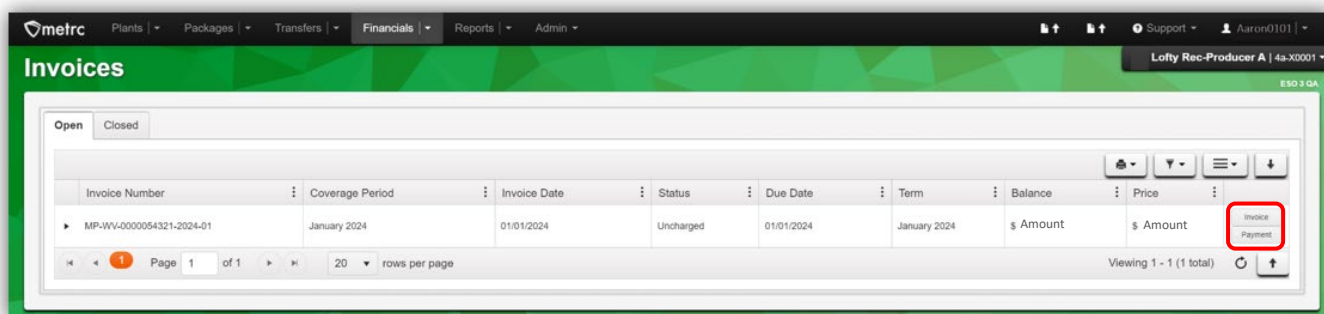 metrc Plants Packages Transfers Financials Reports Admin Support Aaron0101
Invoices
Lofty Rec-Producer A | 4a-X0001
ESO 3 QA
Open Closed
Invoice Number Coverage Period Invoice Date Status Due Date Term Balance Price
MP-WV-0000054321-2024-01 January 2024 01/01/2024 Uncharged 01/01/2024 January 2024 $ Amount $ Amount Invoice
Payment
1 Page 1 of 1 20 rows per page Viewing 1 - 1 (1 total)